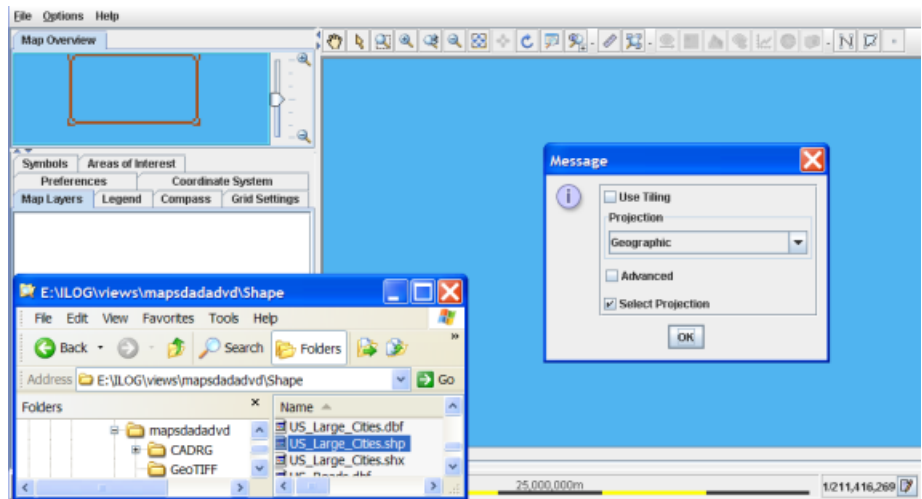 File Options Help
Map Overview
Symbols Areas of Interest
Preferences Coordinate System
Map Layers Legend Compass Grid Settings
Message
Use Tiling
Projection
Geographic
Advanced
Select Projection
OK
E:\ILOG\views\mapsdadadvd\Shape
File Edit View Favorites Tools Help
Back Search Folders
Address E:\ILOG\views\mapsdadadvd\Shape Go
Folders Name
mapsdadadvd
CADRG
GeoTIFF
US_Large_Cities.dbf
US_Large_Cities.shp
US_Large_Cities.shx
25,000,000m
1/211,416,269